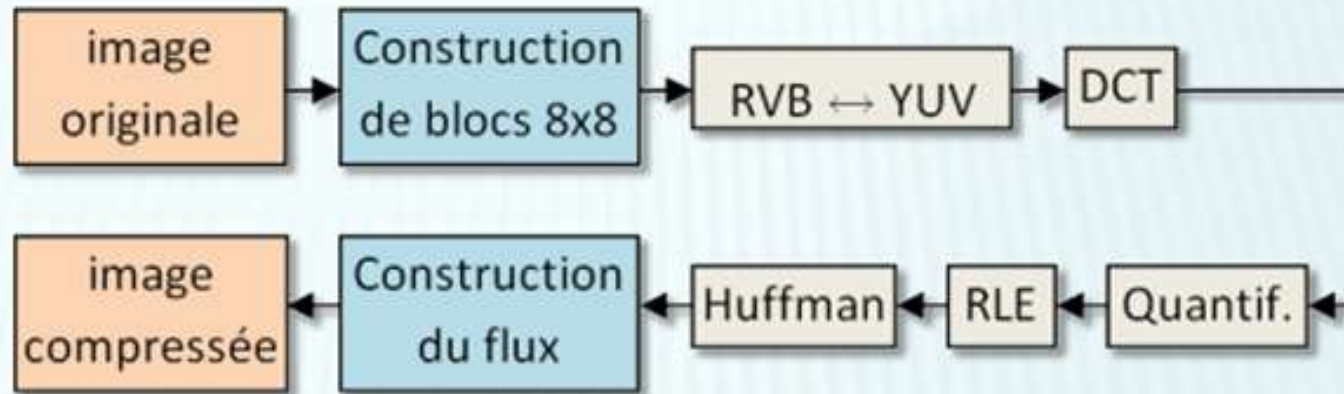 image
originale
Construction
de blocs 8x8
RVB ↔ YUV
DCT
image
compressée
Construction
du flux
Huffman
RLE
Quantif.